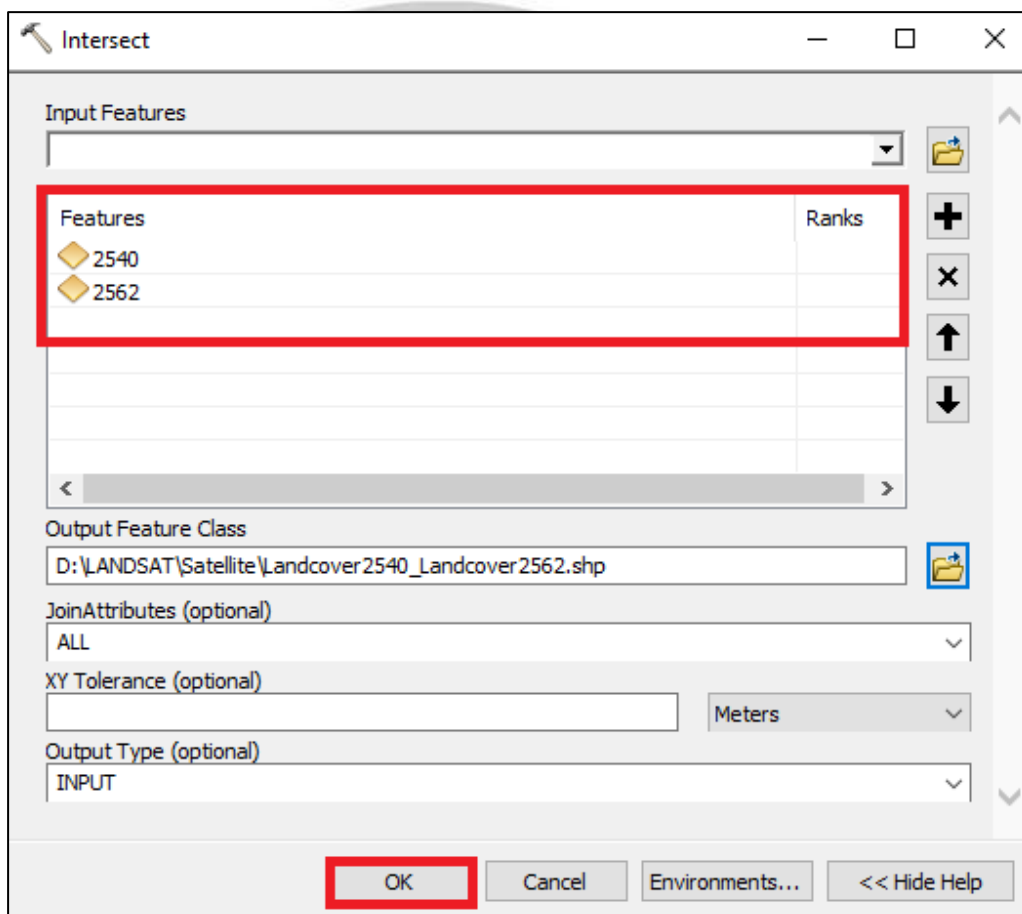 Intersect
Input Features
Features Ranks
2540
2562
Output Feature Class
D:\LANDSAT\Satellite\Landcover2540_Landcover2562.shp
JoinAttributes (optional)
ALL
XY Tolerance (optional)
Meters
Output Type (optional)
INPUT
OK Cancel Environments... << Hide Help